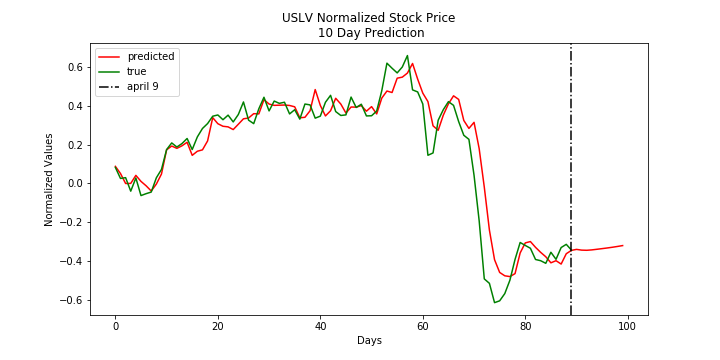 USLV Normalized Stock Price
10 Day Prediction
predicted
true
april 9
Normalized Values
0.6
0.4
0.2
0.0
−0.2
−0.4
−0.6
0 20 40 60 80 100
Days